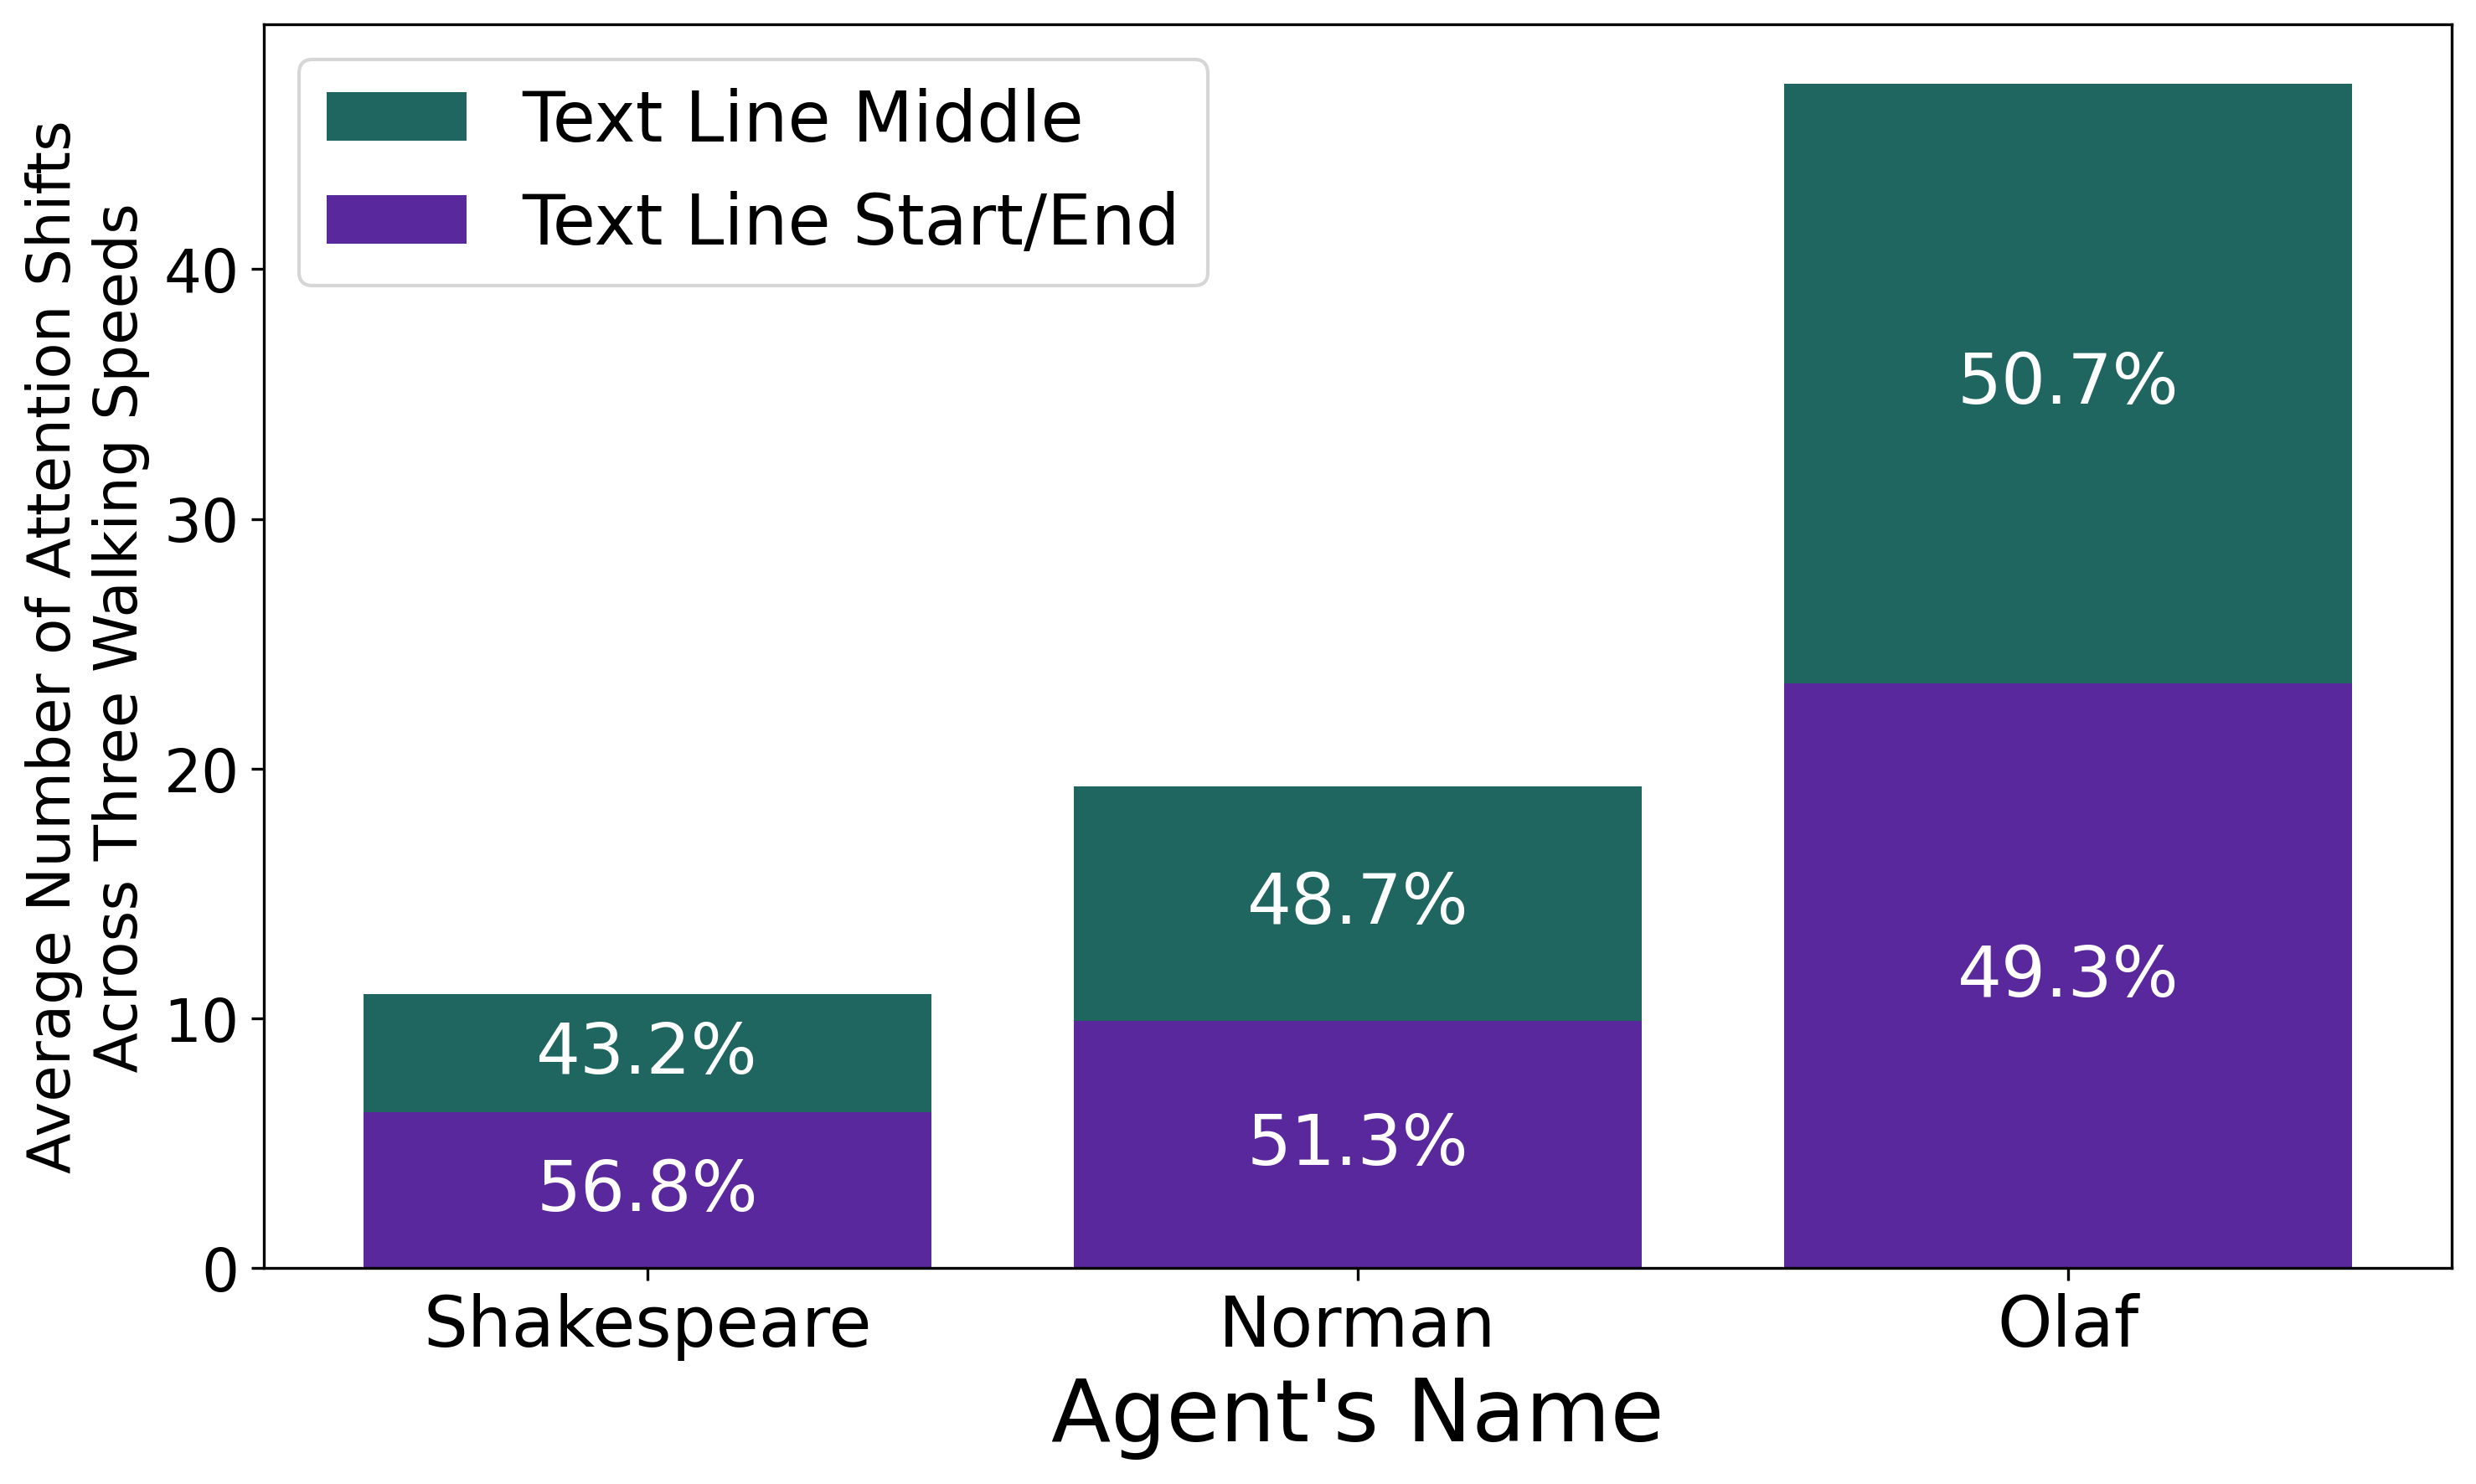 Average Number of Attention Shifts
Across Three Walking Speeds
Text Line Middle
Text Line Start/End
40
30
20
10
0
43.2%
56.8%
48.7%
51.3%
50.7%
49.3%
Shakespeare
Norman
Olaf
Agent's Name